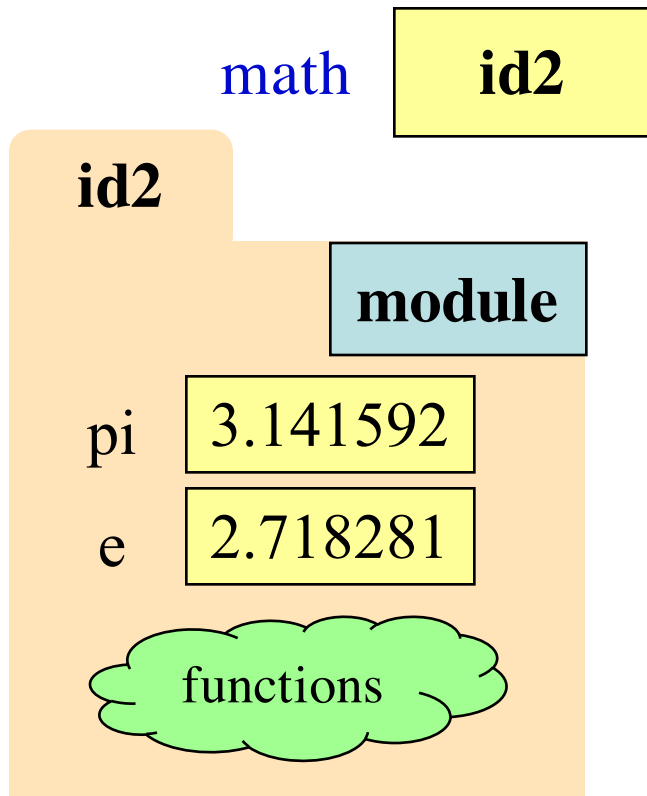 math id2
id2
module
pi 3.141592
e 2.718281
functions